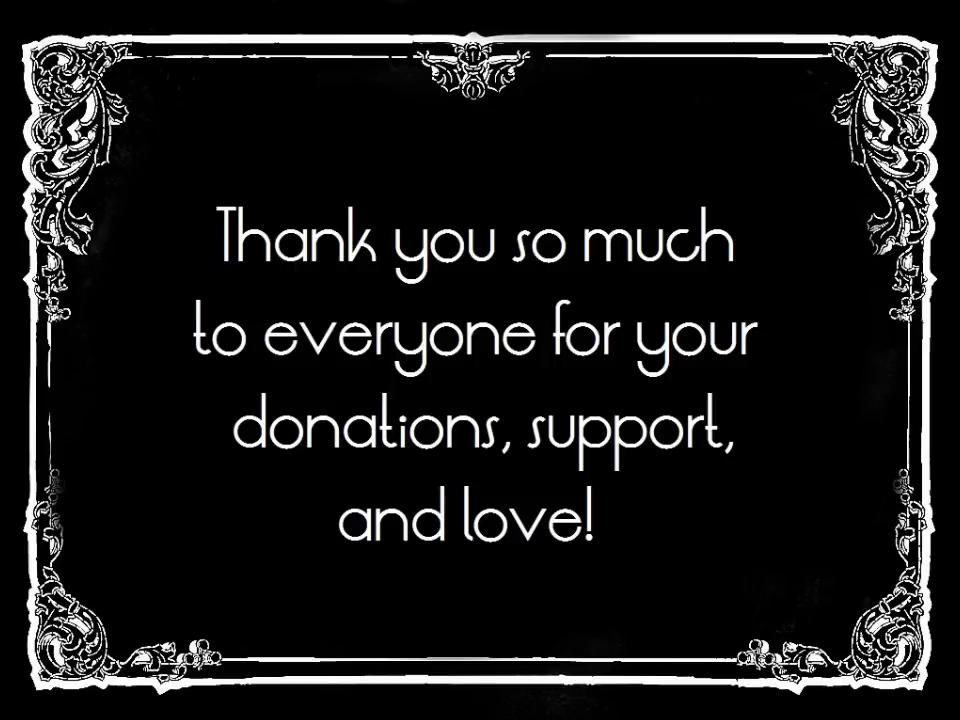 Thank you so much
to everyone for your
donations, support,
and love!